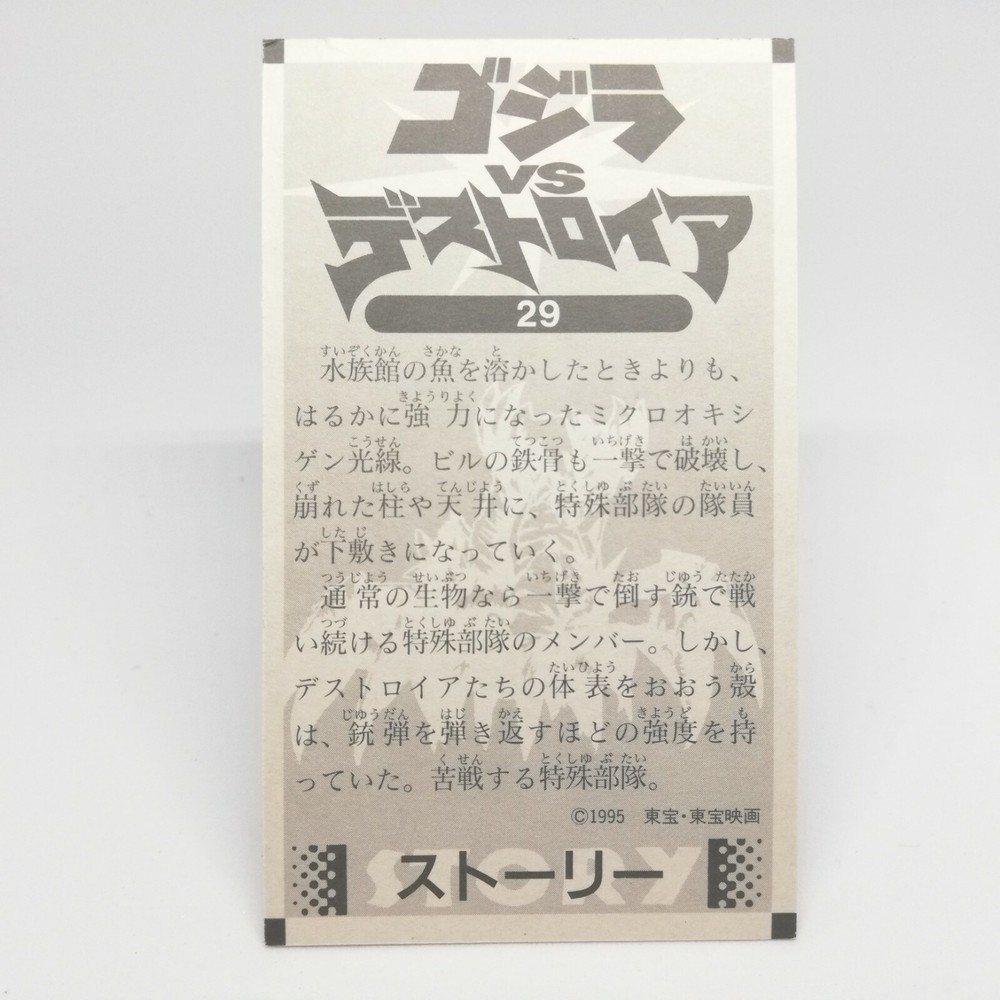 ゴジラ
VS
デストロイア
29
水族館の魚を溶かしたときよりも、
はるかに強力になったミクロオキシ
ゲン光線。ビルの鉄骨も一撃で破壊し、
崩れた柱や天井に、特殊部隊の隊員
が下敷きになっていく。
通常の生物なら一撃で倒す銃で戦
い続ける特殊部隊のメンバー。しかし、
デストロイアたちの体表をおおう殻
は、銃弾を弾き返すほどの強度を持
っていた。苦戦する特殊部隊。
©1995 東宝・東宝映画
STORY
ストーリー